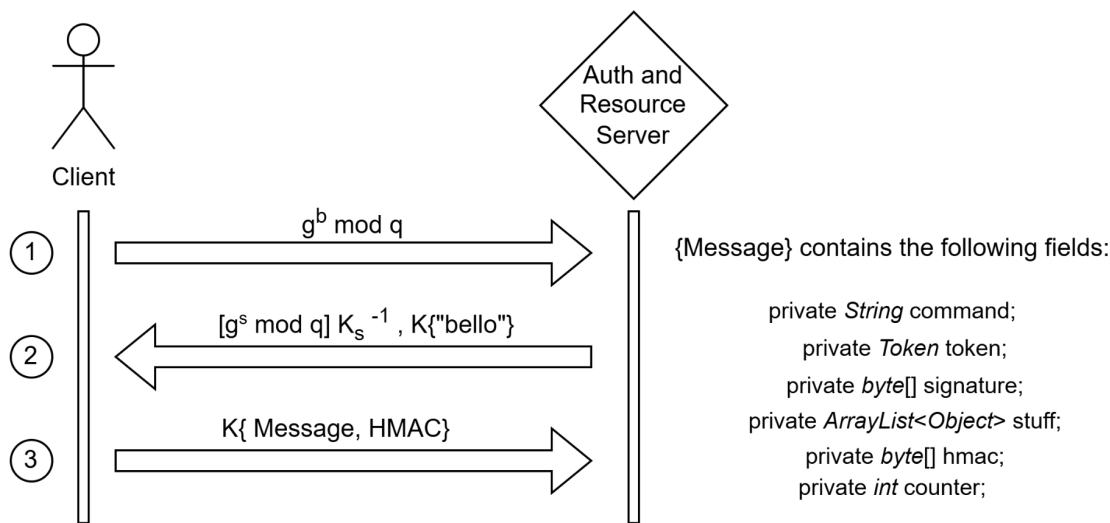 Auth and
Resource
Server
Client
1
g^b mod q
{Message} contains the following fields:
2
[g^s mod q] K_s^-1 , K{"bello"}
private String command;
private Token token;
private byte[] signature;
private ArrayList<Object> stuff;
private byte[] hmac;
private int counter;
3
K{ Message, HMAC}